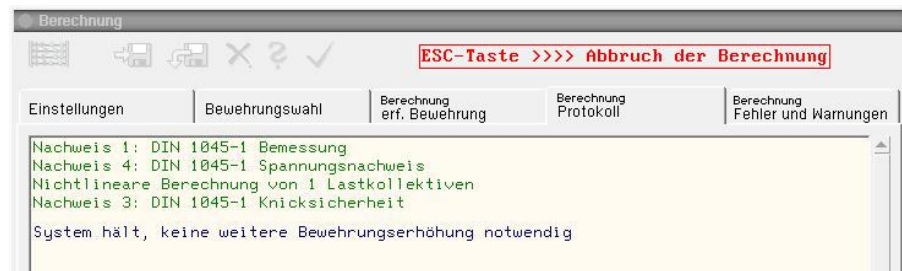 Berechnung
ESC-Taste >>>> Abbruch der Berechnung
Einstellungen
Bewehrungswahl
Berechnung
erf. Bewehrung
Berechnung
Protokoll
Berechnung
Fehler und Warnungen
Nachweis 1: DIN 1045-1 Bemessung
Nachweis 4: DIN 1045-1 Spannungsnachweis
Nichtlineare Berechnung von 1 Lastkollektiven
Nachweis 3: DIN 1045-1 Knicksicherheit
System hält, keine weitere Bewehrungserhöhung notwendig